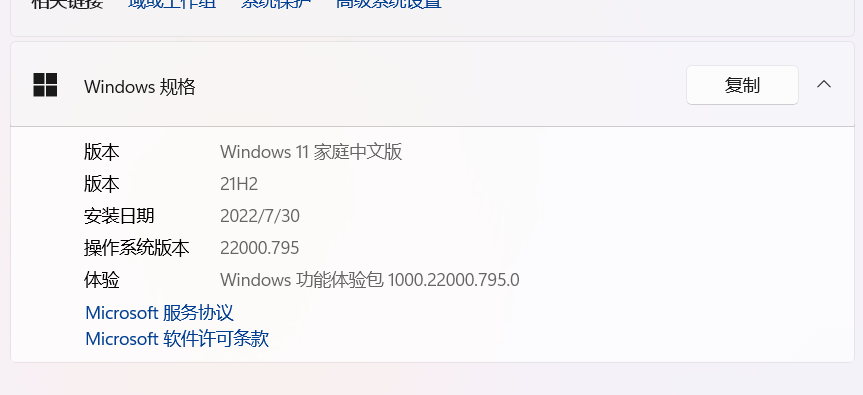 相关链接 域或工作组 系统保护 高级系统设置
Windows 规格 复制
版本 Windows 11 家庭中文版
版本 21H2
安装日期 2022/7/30
操作系统版本 22000.795
体验 Windows 功能体验包 1000.22000.795.0
Microsoft 服务协议
Microsoft 软件许可条款